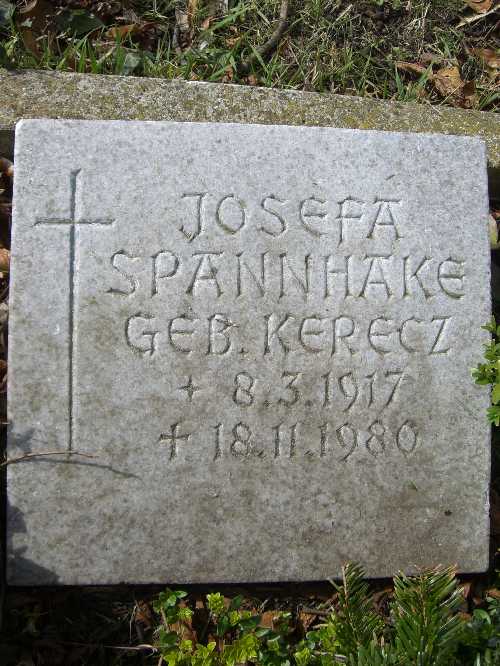 JOSEFA
SPANNHAKE
GEB. KERECZ
+ 8.3.1917
✝ 18.11.1980